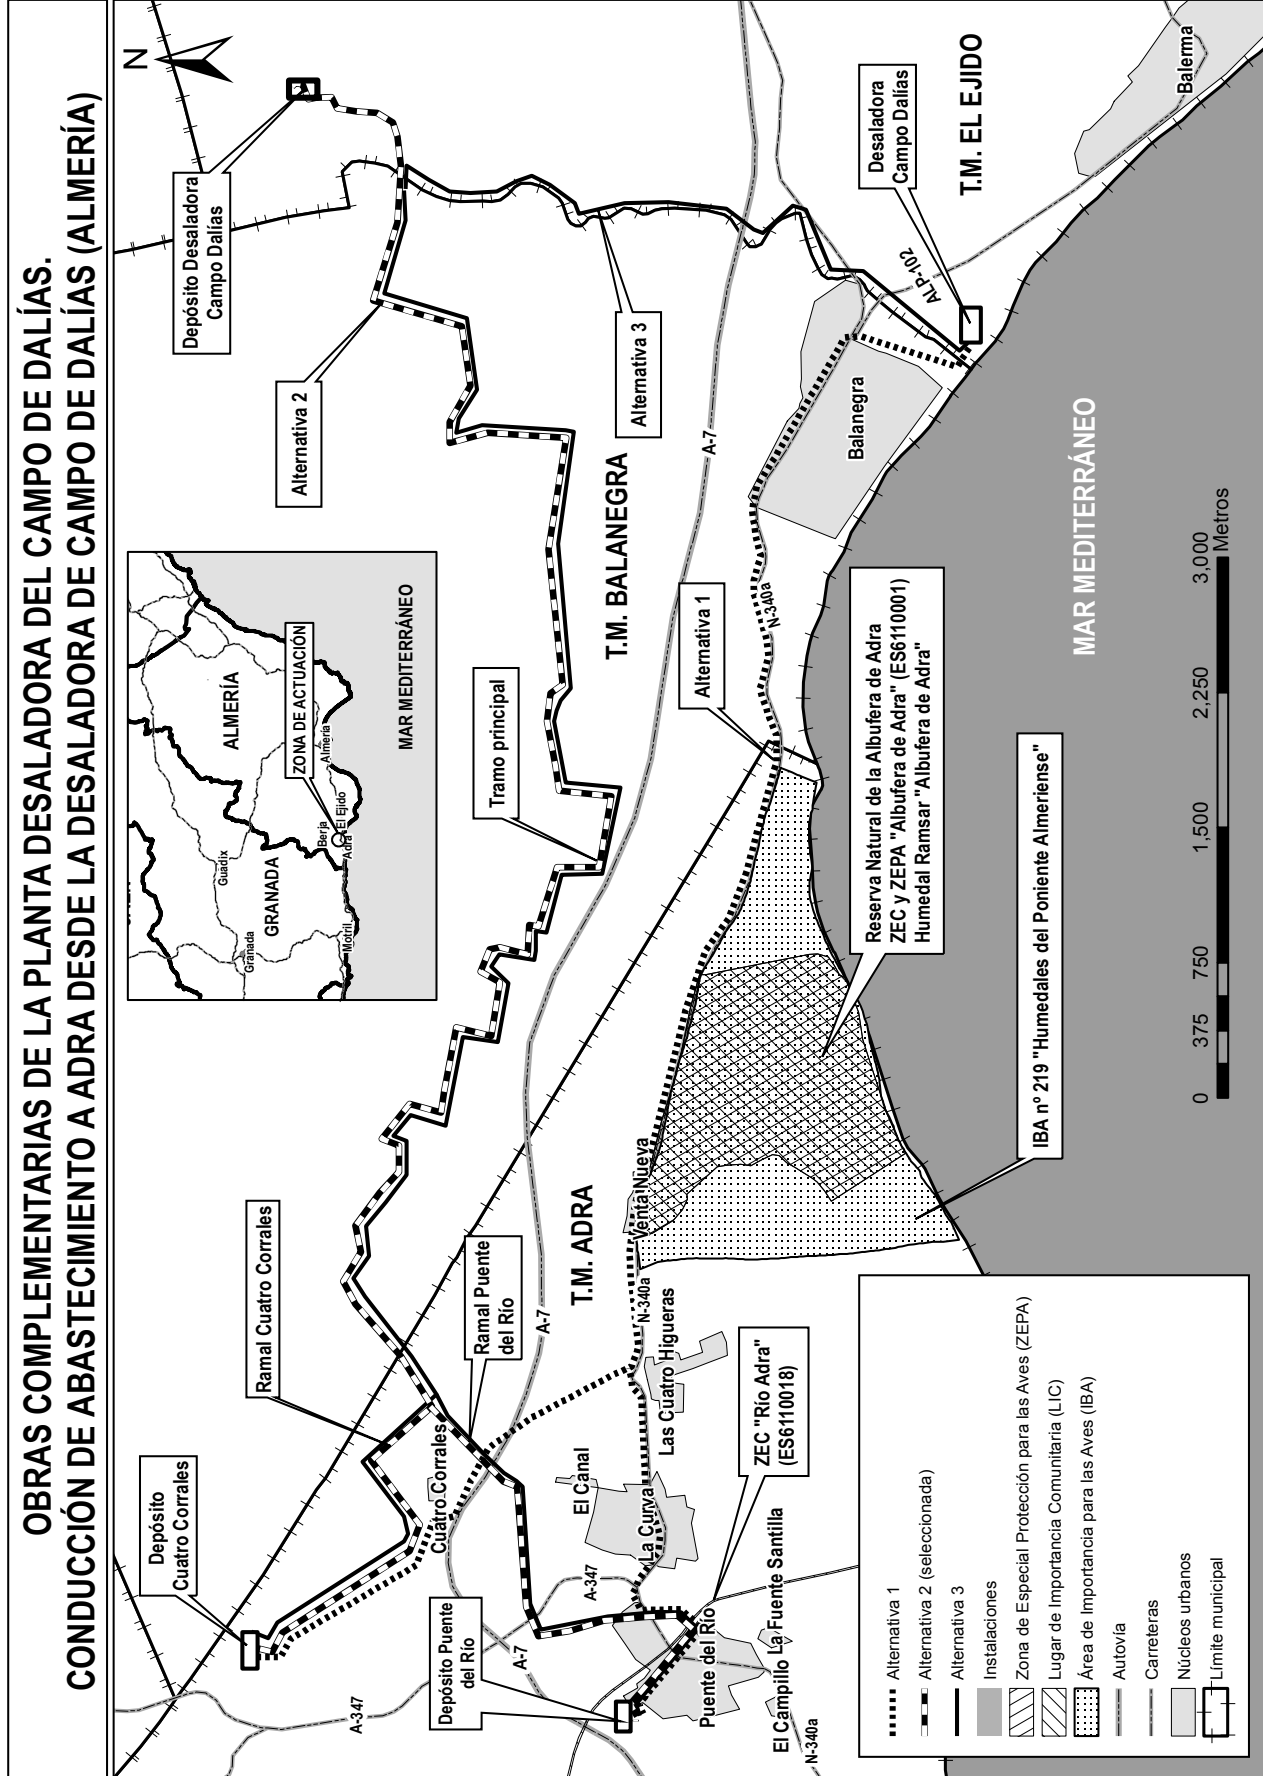 OBRAS COMPLEMENTARIAS DE LA PLANTA DESALADORA DEL CAMPO DE DALÍAS.
CONDUCCIÓN DE ABASTECIMIENTO A ADRA DESDE LA DESALADORA DE CAMPO DE DALÍAS (ALMERÍA)
N
Depósito
Cuatro Corrales
Ramal Cuatro Corrales
Alternativa 2
Depósito Desaladora
Campo Dalías
GRANADA
ALMERÍA
Guadix
Granada
Motril
Adra
Berja
El Ejido
Almería
ZONA DE ACTUACIÓN
MAR MEDITERRÁNEO
A-347
Cuatro Corrales
Ramal Puente
del Río
Tramo principal
Alternativa 3
Depósito Puente
del Río
A-7
A-7
A-7
T.M. ADRA
T.M. BALANEGRA
A-347
El Canal
La Curva
N-340a
Venta Nueva
Las Cuatro Higueras
Alternativa 1
N-340a
Balanegra
ALP-102
Desaladora
Campo Dalías
T.M. EL EJIDO
Balerma
Puente del Río
El Campillo La Fuente Santilla
N-340a
ZEC "Río Adra"
(ES6110018)
Reserva Natural de la Albufera de Adra
ZEC y ZEPA "Albufera de Adra" (ES6110001)
Humedal Ramsar "Albufera de Adra"
IBA nº 219 "Humedales del Poniente Almeriense"
MAR MEDITERRÁNEO
Alternativa 1
Alternativa 2 (seleccionada)
Alternativa 3
Instalaciones
Zona de Especial Protección para las Aves (ZEPA)
Lugar de Importancia Comunitaria (LIC)
Área de Importancia para las Aves (IBA)
Autovía
Carreteras
Núcleos urbanos
Límite municipal
0 375 750 1,500 2,250 3,000
Metros